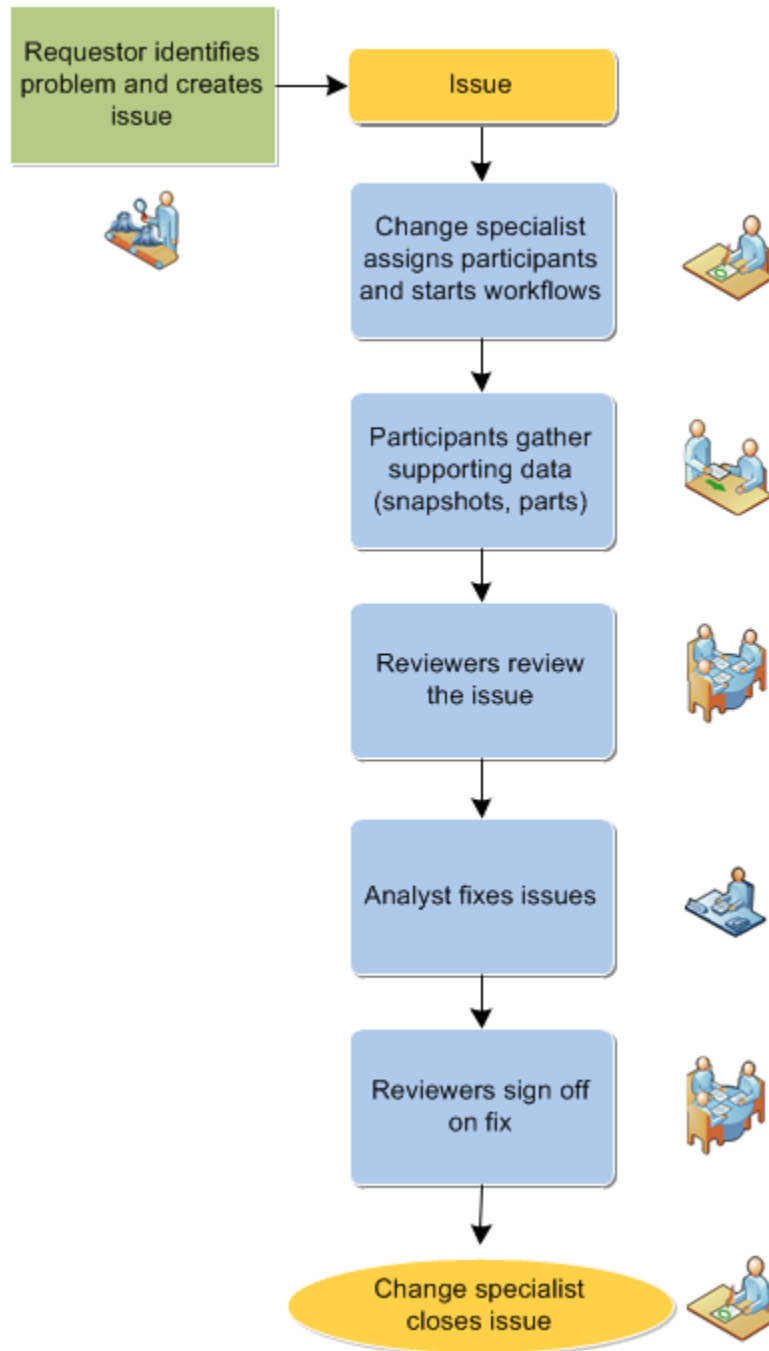 Requestor identifies
problem and creates
issue
Issue
Change specialist
assigns participants
and starts workflows
Participants gather
supporting data
(snapshots, parts)
Reviewers review
the issue
Analyst fixes issues
Reviewers sign off
on fix
Change specialist
closes issue